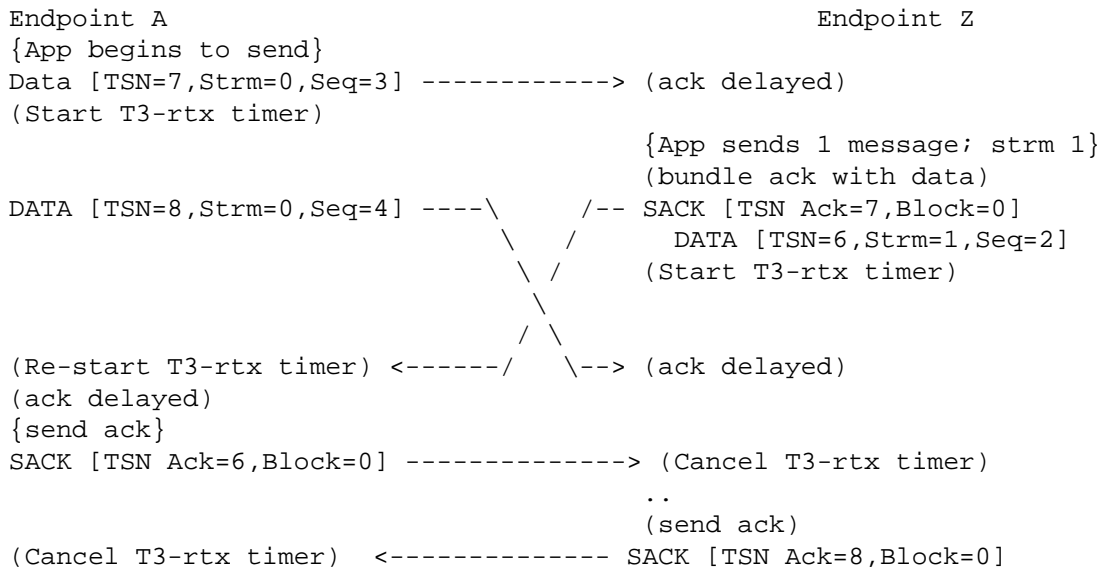 Endpoint A                                         Endpoint Z
{App begins to send}
Data [TSN=7,Strm=0,Seq=3] ------------> (ack delayed)
(Start T3-rtx timer)
                                        {App sends 1 message; strm 1}
                                        (bundle ack with data)
DATA [TSN=8,Strm=0,Seq=4] ----\     /-- SACK [TSN Ack=7,Block=0]
                               \   /      DATA [TSN=6,Strm=1,Seq=2]
                                \ /     (Start T3-rtx timer)
                                 \
                                / \
(Re-start T3-rtx timer) <------/   \--> (ack delayed)
(ack delayed)
{send ack}
SACK [TSN Ack=6,Block=0] --------------> (Cancel T3-rtx timer)
                                        ..
                                        (send ack)
(Cancel T3-rtx timer)  <-------------- SACK [TSN Ack=8,Block=0]